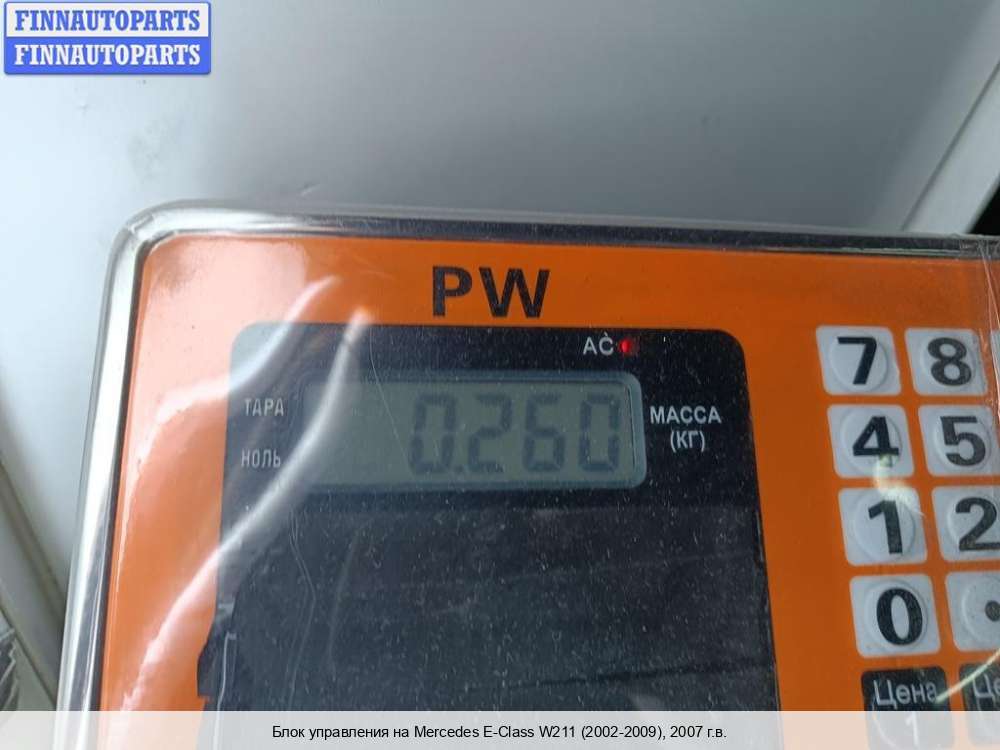 FINNAUTOPARTS
FINNAUTOPARTS
PW
AC
ТАРА
НОЛЬ
0.260
МАССА
(КГ)
7 8
4 5
1 2
0 .
Цена
1
Блок управления на Mercedes E-Class W211 (2002-2009), 2007 г.в.